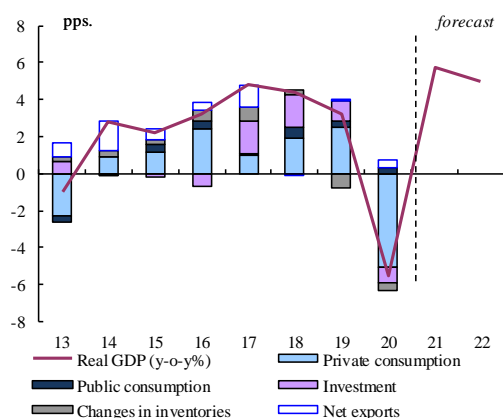 pps.
forecast
8
6
4
2
0
-2
-4
-6
-8
13 14 15 16 17 18 19 20 21 22
Real GDP (y-o-y%) Private consumption
Public consumption Investment
Changes in inventories Net exports